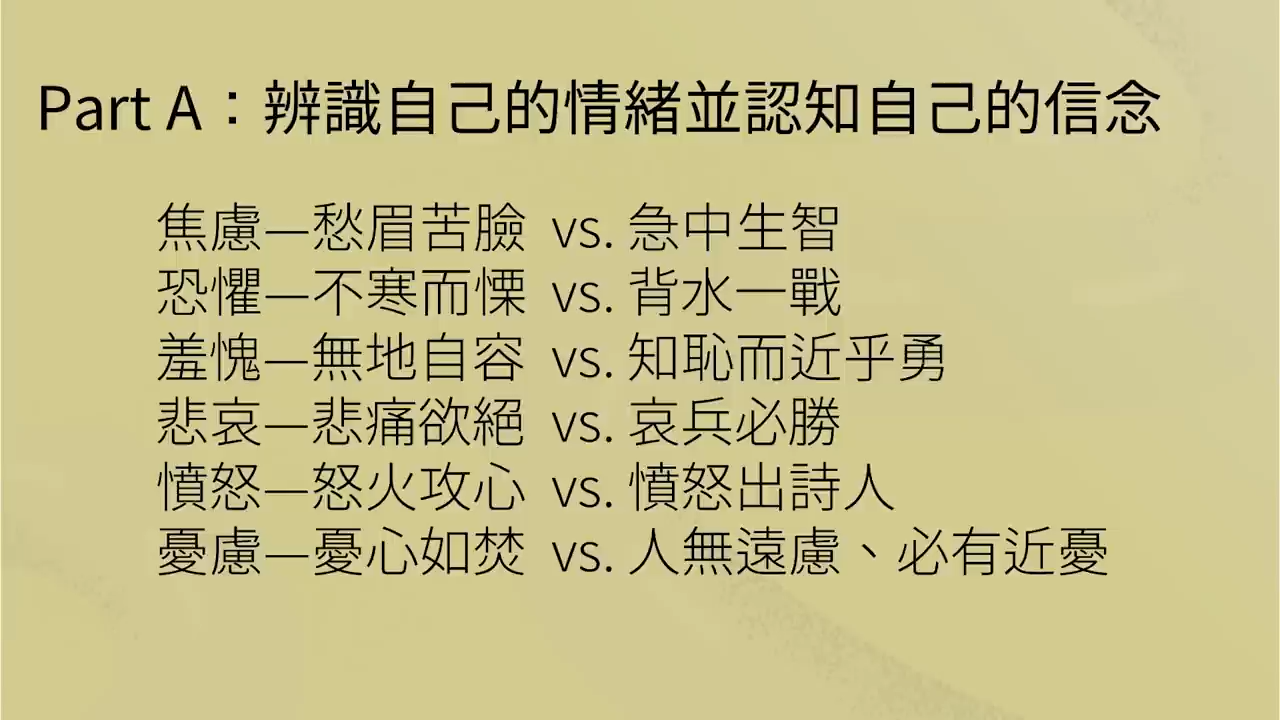 Part A：辨識自己的情緒並認知自己的信念
焦慮—愁眉苦臉 vs. 急中生智
恐懼—不寒而慄 vs. 背水一戰
羞愧—無地自容 vs. 知恥而近乎勇
悲哀—悲痛欲絕 vs. 哀兵必勝
憤怒—怒火攻心 vs. 憤怒出詩人
憂慮—憂心如焚 vs. 人無遠慮、必有近憂